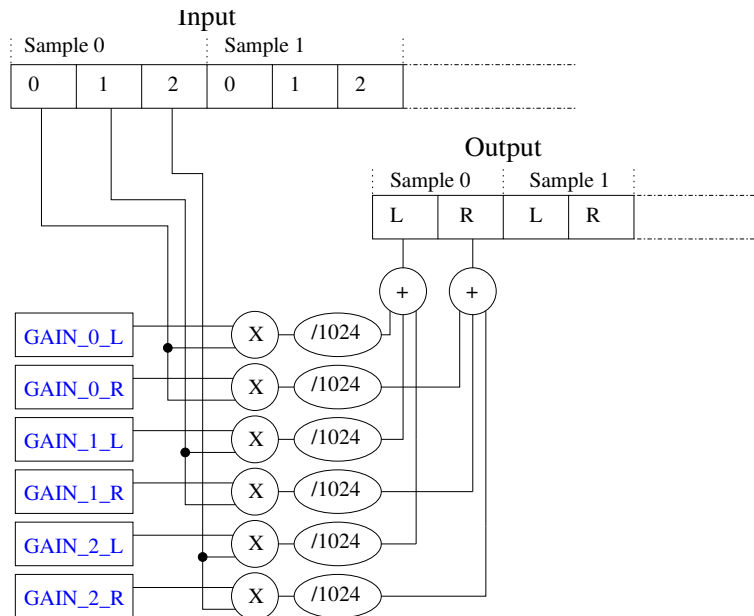 Input
Sample 0 Sample 1
0 1 2 0 1 2
Output
Sample 0 Sample 1
L R L R
+ +
GAIN_0_L X /1024
GAIN_0_R X /1024
GAIN_1_L X /1024
GAIN_1_R X /1024
GAIN_2_L X /1024
GAIN_2_R X /1024